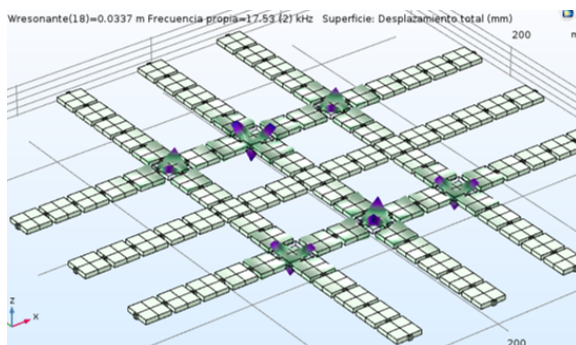 Wresonante(18)=0.0337 m Frecuencia propia=17.53 (2) kHz Superficie: Desplazamiento total (mm)
200
m
z
x
200